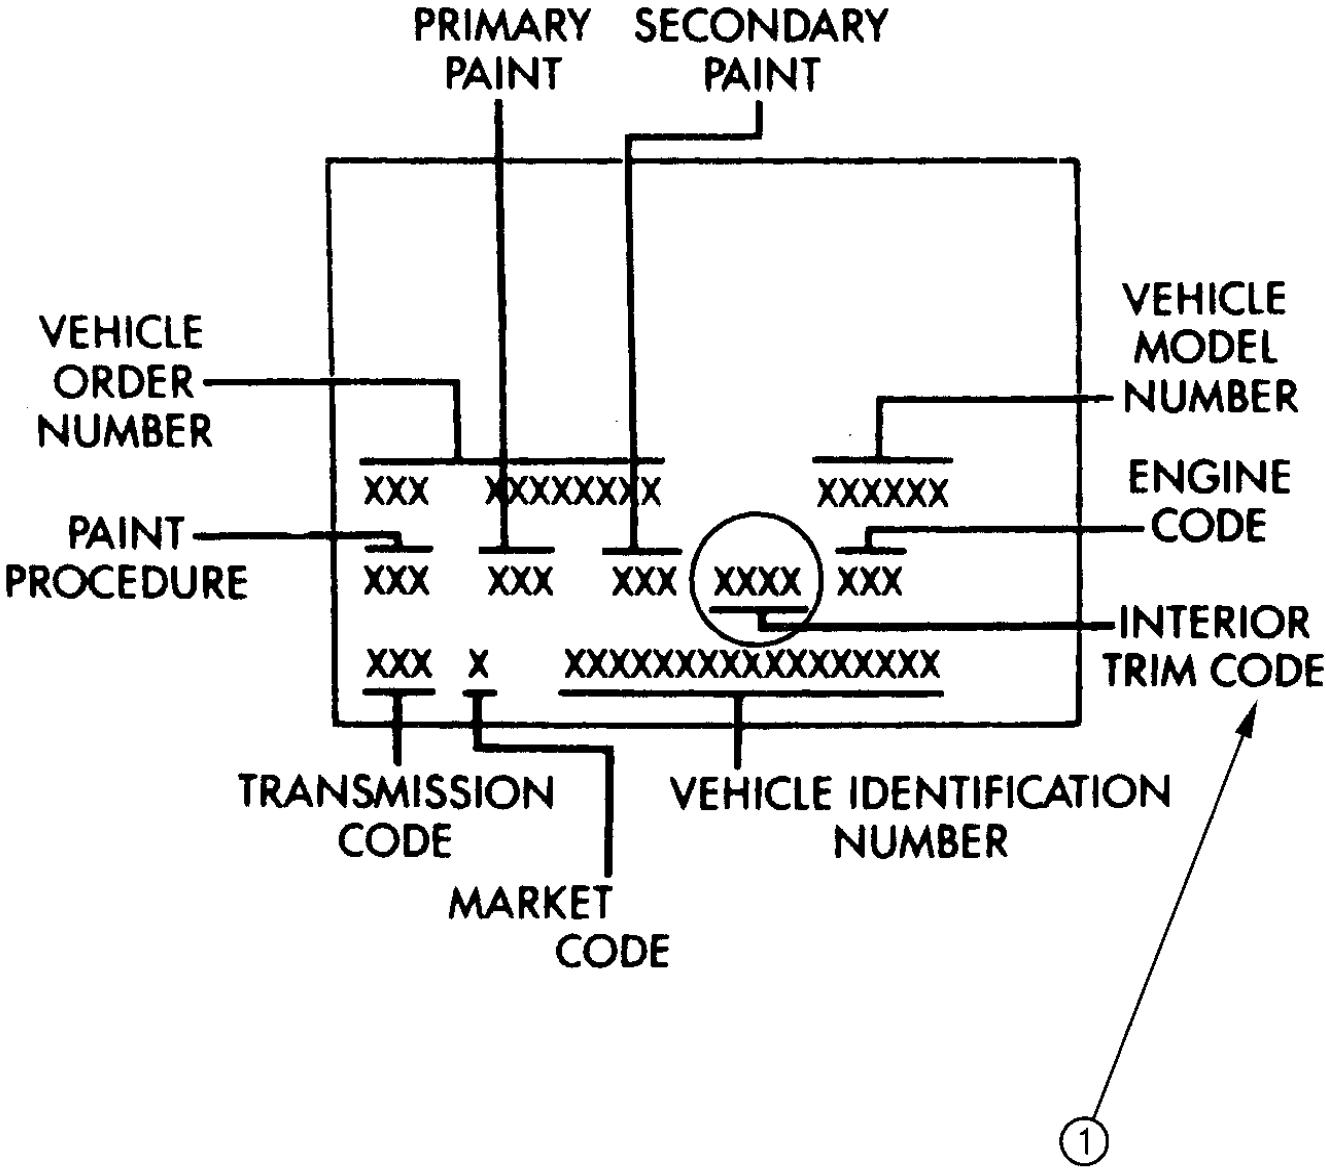 PRIMARY PAINT
SECONDARY PAINT
VEHICLE ORDER NUMBER
VEHICLE MODEL NUMBER
XXX XXXXXXXX XXXXXX
ENGINE CODE
PAINT PROCEDURE
XXX XXX XXX XXXX XXX
INTERIOR TRIM CODE
XXX X XXXXXXXXXXXXXXXXX
TRANSMISSION CODE
VEHICLE IDENTIFICATION NUMBER
MARKET CODE
1